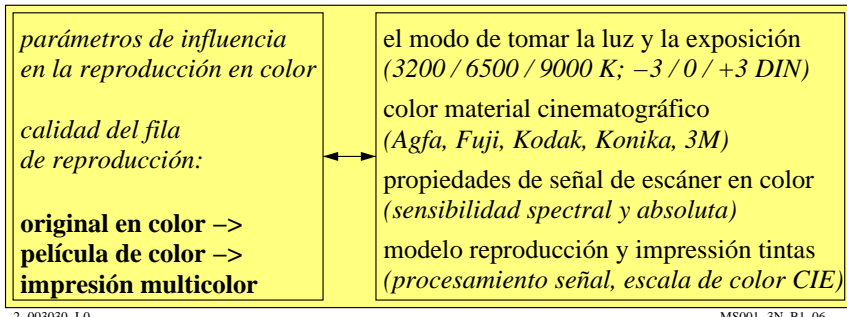 parámetros de influencia
en la reproducción en color
calidad del fila
de reproducción:
original en color −>
película de color −>
impresión multicolor
el modo de tomar la luz y la exposición
(3200 / 6500 / 9000 K; −3 / 0 / +3 DIN)
color material cinematográfico
(Agfa, Fuji, Kodak, Konika, 3M)
propiedades de señal de escáner en color
(sensibilidad spectral y absoluta)
modelo reproducción y impressión tintas
(procesamiento señal, escala de color CIE)
2−003030−L0
MS001−3N, B1_06